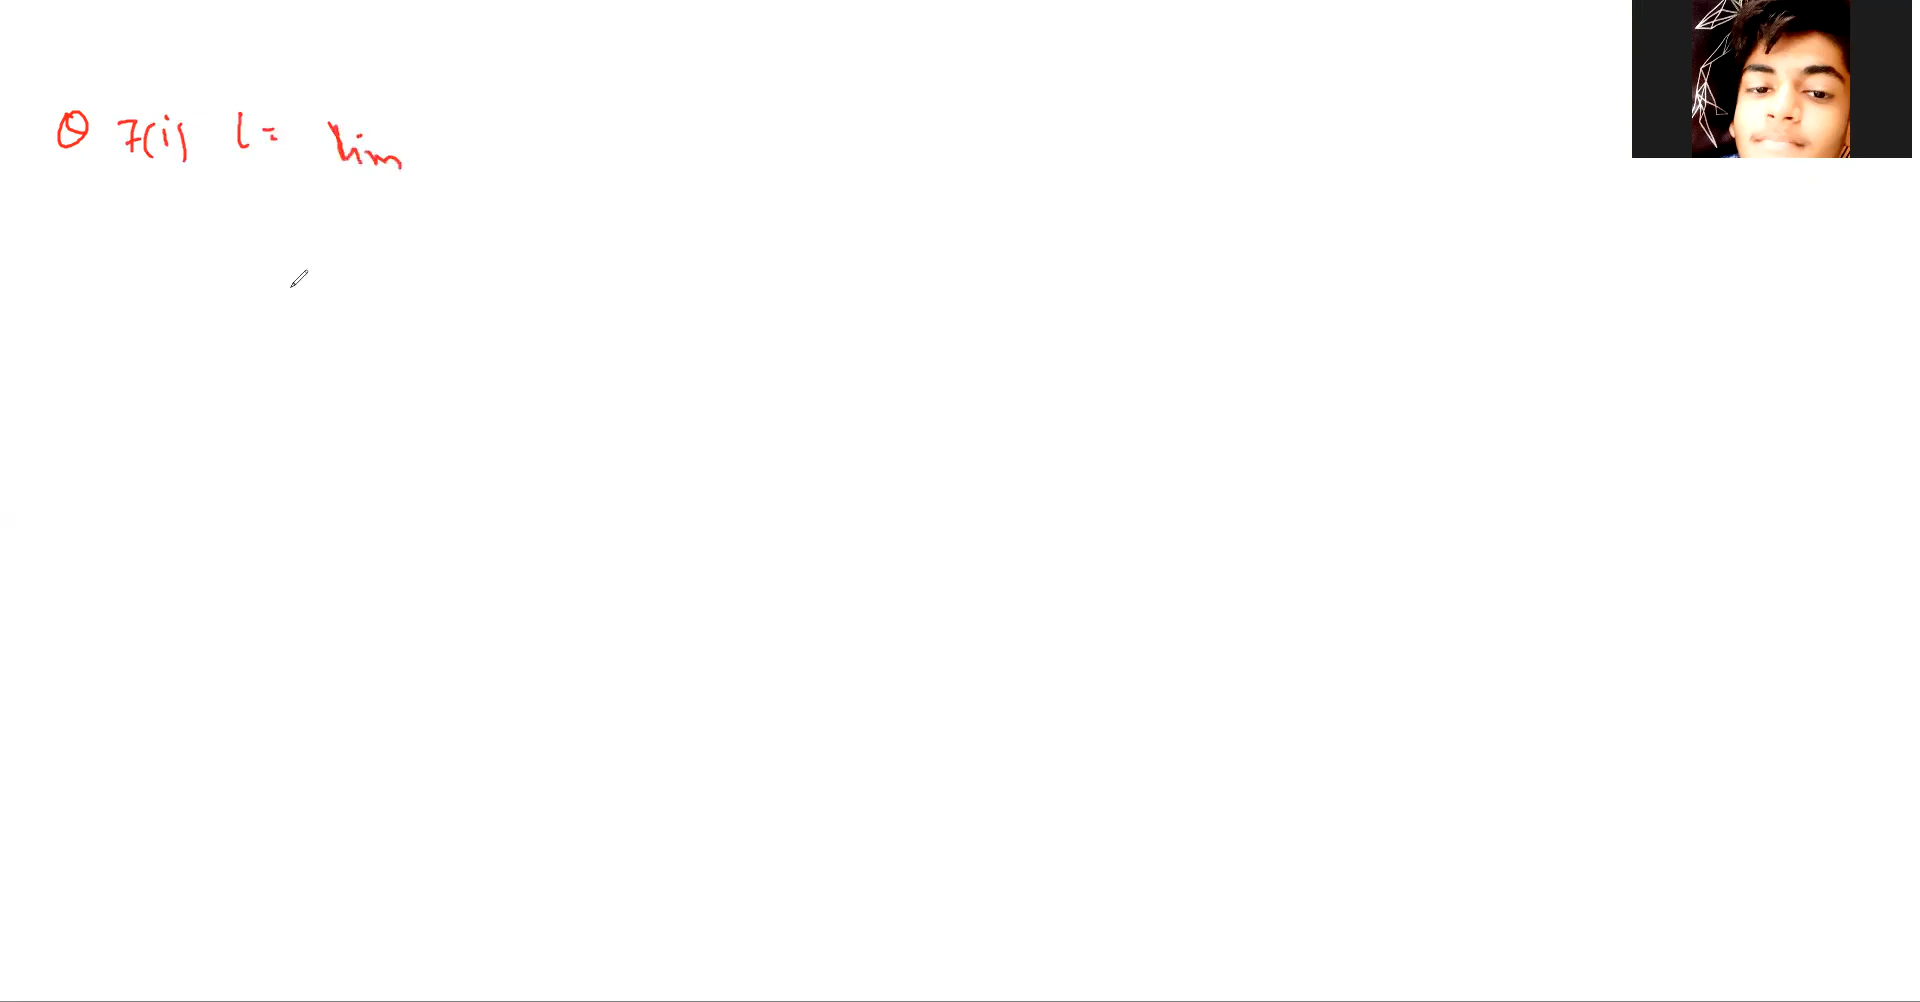 Q 7(i) l = lim